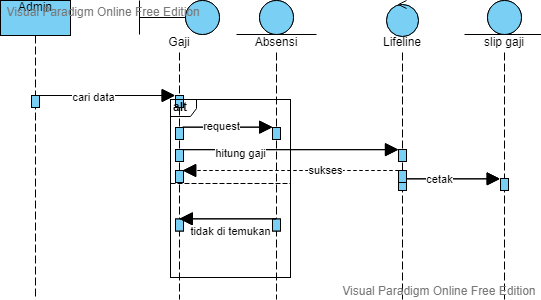 Admin
Visual Paradigm Online Free Edition
Gaji
Absensi
Lifeline
slip gaji
cari data
alt
request
hitung gaji
sukses
cetak
tidak di temukan
Visual Paradigm Online Free Edition